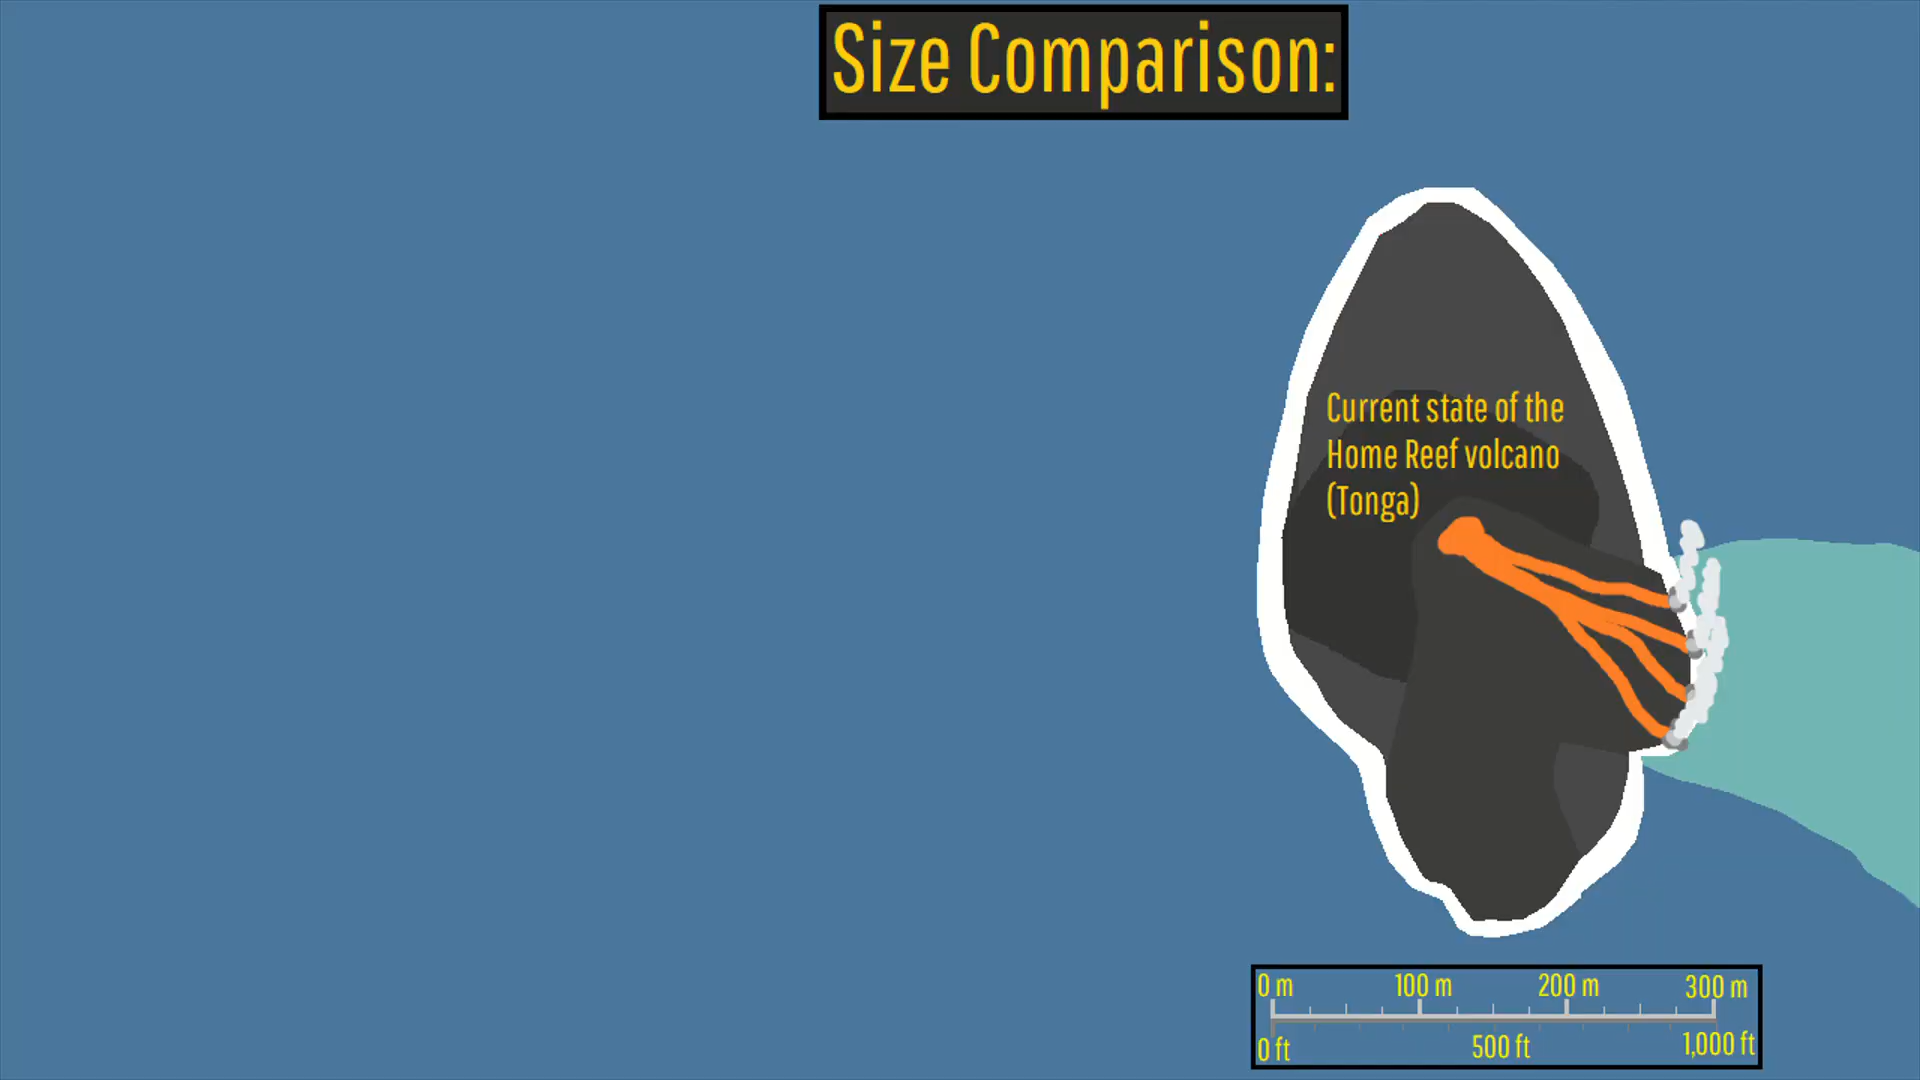 Size Comparison:
Current state of the
Home Reef volcano
(Tonga)
0 m 100 m 200 m 300 m
0 ft 500 ft 1,000 ft